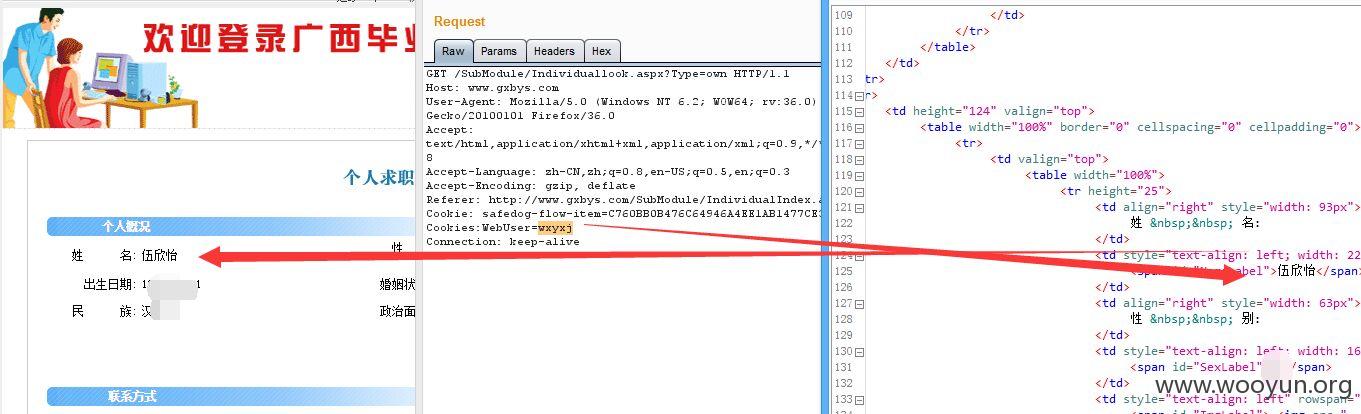 欢迎登录广西毕业
个人求职
个人概况
姓 名: 伍欣怡
性
出生日期: 1
婚姻状
民 族: 汉
政治面
联系方式
Request
Raw Params Headers Hex
GET /SubModule/Individuallook.aspx?Type=own HTTP/1.1
Host: www.gxbys.com
User-Agent: Mozilla/5.0 (Windows NT 6.2; WOW64; rv:36.0)
Gecko/20100101 Firefox/36.0
Accept:
text/html,application/xhtml+xml,application/xml;q=0.9,*/
8
Accept-Language: zh-CN,zh;q=0.8,en-US;q=0.5,en;q=0.3
Accept-Encoding: gzip, deflate
Referer: http://www.gxbys.com/SubModule/IndividualIndex.a
Cookie: safedog-flow-item=C760BB0B476C64946A4EE1AB1477CE
Cookies:WebUser=wxyxj
Connection: keep-alive
109 </td>
110 </tr>
111 </table>
112 </td>
113 tr>
114 r>
115 <td height="124" valign="top">
116 <table width="100%" border="0" cellspacing="0" cellpadding="0">
117 <tr>
118 <td valign="top">
119 <table width="100%">
120 <tr height="25">
121 <td align="right" style="width: 93px">
122 姓 &nbsp;&nbsp; 名:
123 </td>
124 <td style="text-align: left; width: 22
125 <span Label">伍欣怡</span>
126 </td>
127 <td align="right" style="width: 63px">
128 性 &nbsp;&nbsp; 别:
129 </td>
130 <td style="text-align: left; width: 16
131 <span id="SexLabel" /span>
132 </td>
133 <td style="text-align: left" rowspan="
www.wooyun.org